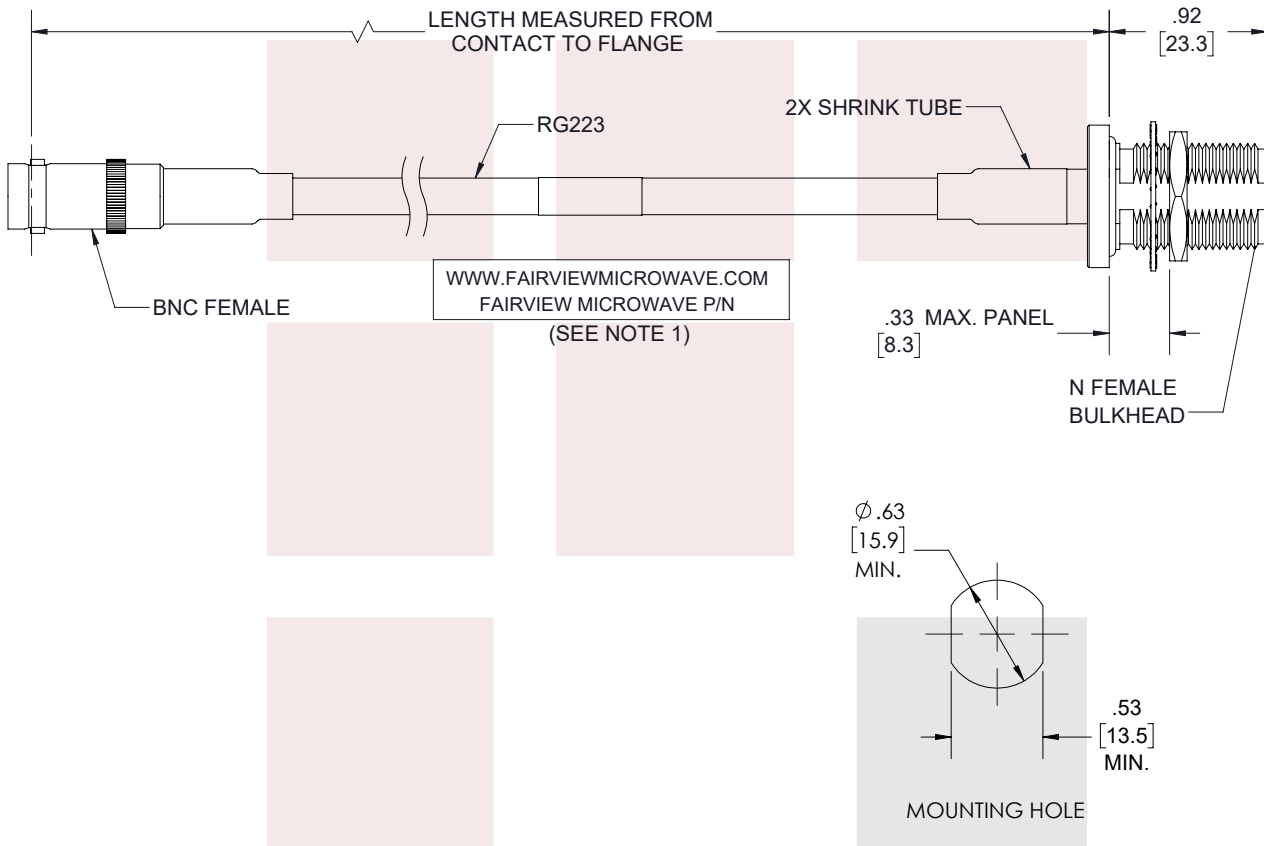 LENGTH MEASURED FROM
CONTACT TO FLANGE
.92
[23.3]
2X SHRINK TUBE
RG223
BNC FEMALE
WWW.FAIRVIEWMICROWAVE.COM
FAIRVIEW MICROWAVE P/N
(SEE NOTE 1)
.33 MAX. PANEL
[8.3]
N FEMALE
BULKHEAD
Ø .63
[15.9]
MIN.
.53
[13.5]
MIN.
MOUNTING HOLE